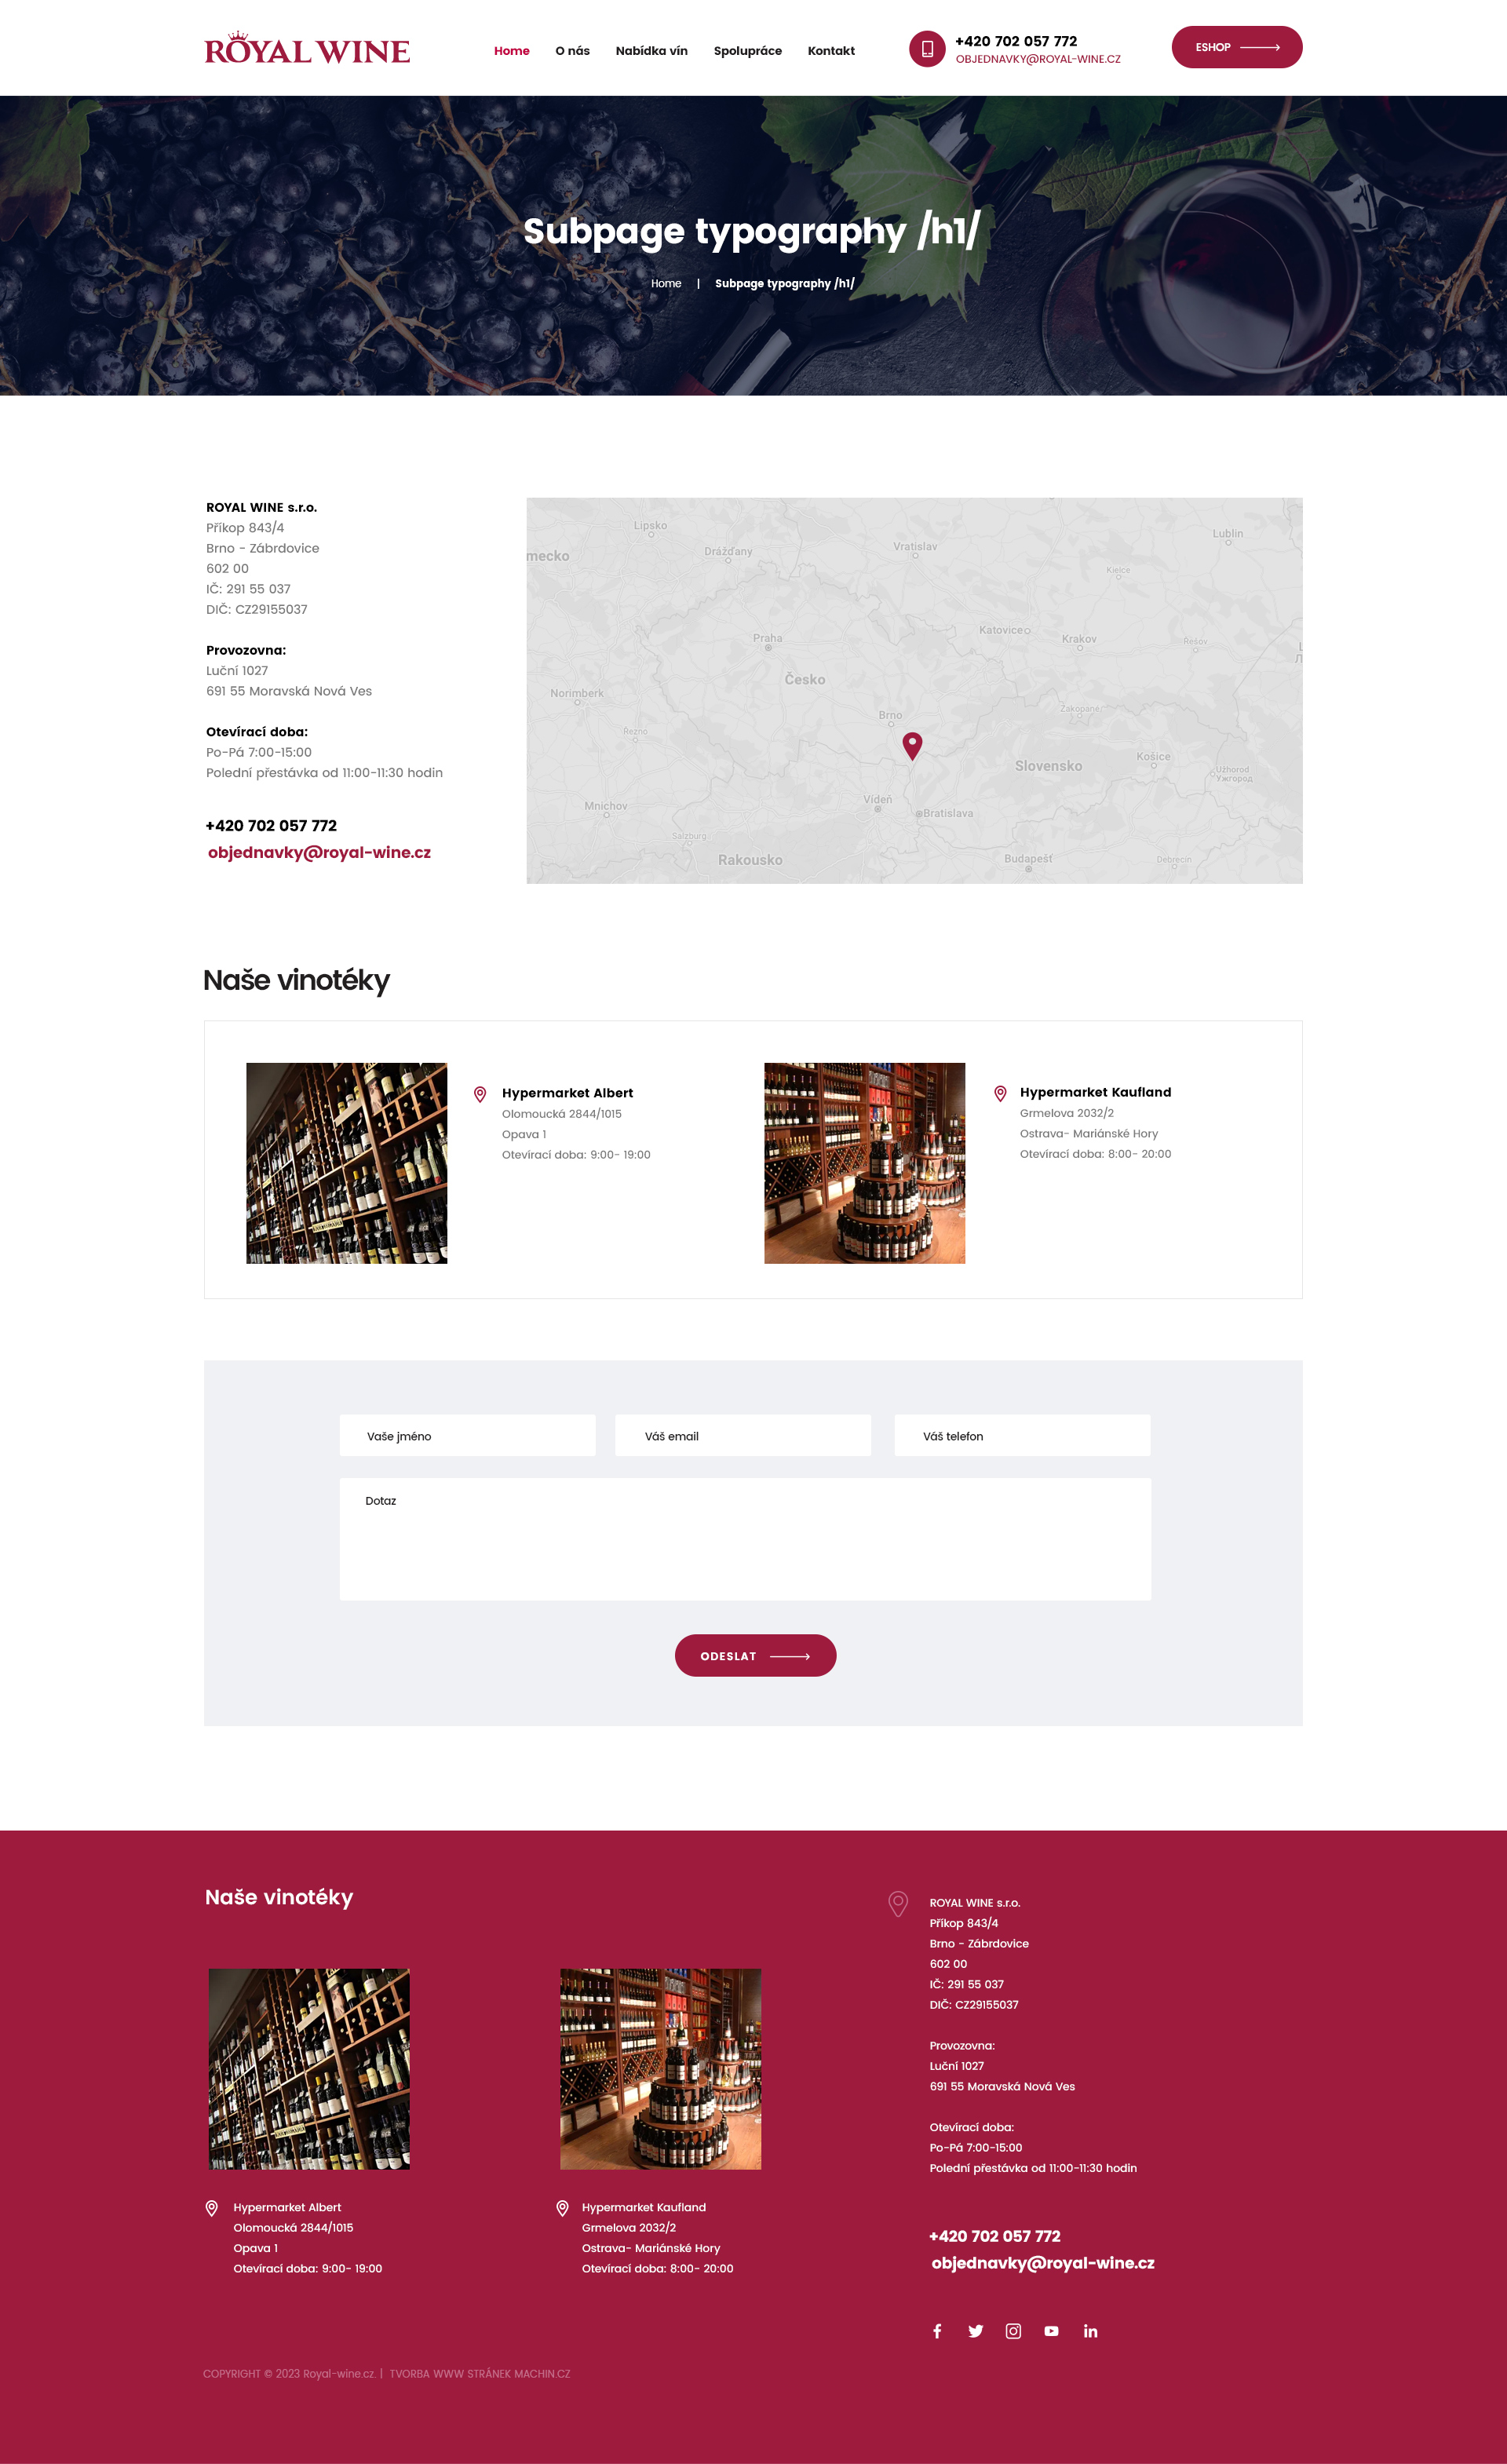 ROYAL WINE
Home O nás Nabídka vín Spolupráce Kontakt
+420 702 057 772
OBJEDNAVKY@ROYAL-WINE.CZ
ESHOP
Subpage typography /h1/
Home | Subpage typography /h1/
ROYAL WINE s.r.o.
Příkop 843/4
Brno - Zábrdovice
602 00
IČ: 291 55 037
DIČ: CZ29155037
Provozovna:
Luční 1027
691 55 Moravská Nová Ves
Otevírací doba:
Po-Pá 7:00-15:00
Polední přestávka od 11:00-11:30 hodin
+420 702 057 772
objednavky@royal-wine.cz
Lipsko
Lublin
mecko
Drážďany
Vratislav
Kielce
Katovice
Praha
Krakov
Řešov
Česko
Norimberk
Brno
Zakopane
Řezno
Košice
Slovensko
Užhorod
Ужгород
Mnichov
Vídeň
Bratislava
Salzburg
Rakousko
Budapešť
Debrecín
Naše vinotéky
Hypermarket Albert
Olomoucká 2844/1015
Opava 1
Otevírací doba: 9:00- 19:00
Hypermarket Kaufland
Grmelova 2032/2
Ostrava- Mariánské Hory
Otevírací doba: 8:00- 20:00
Vaše jméno
Váš email
Váš telefon
Dotaz
ODESLAT
Naše vinotéky
Hypermarket Albert
Olomoucká 2844/1015
Opava 1
Otevírací doba: 9:00- 19:00
Hypermarket Kaufland
Grmelova 2032/2
Ostrava- Mariánské Hory
Otevírací doba: 8:00- 20:00
ROYAL WINE s.r.o.
Příkop 843/4
Brno - Zábrdovice
602 00
IČ: 291 55 037
DIČ: CZ29155037
Provozovna:
Luční 1027
691 55 Moravská Nová Ves
Otevírací doba:
Po-Pá 7:00-15:00
Polední přestávka od 11:00-11:30 hodin
+420 702 057 772
objednavky@royal-wine.cz
COPYRIGHT © 2023 Royal-wine.cz. | TVORBA WWW STRÁNEK MACHIN.CZ